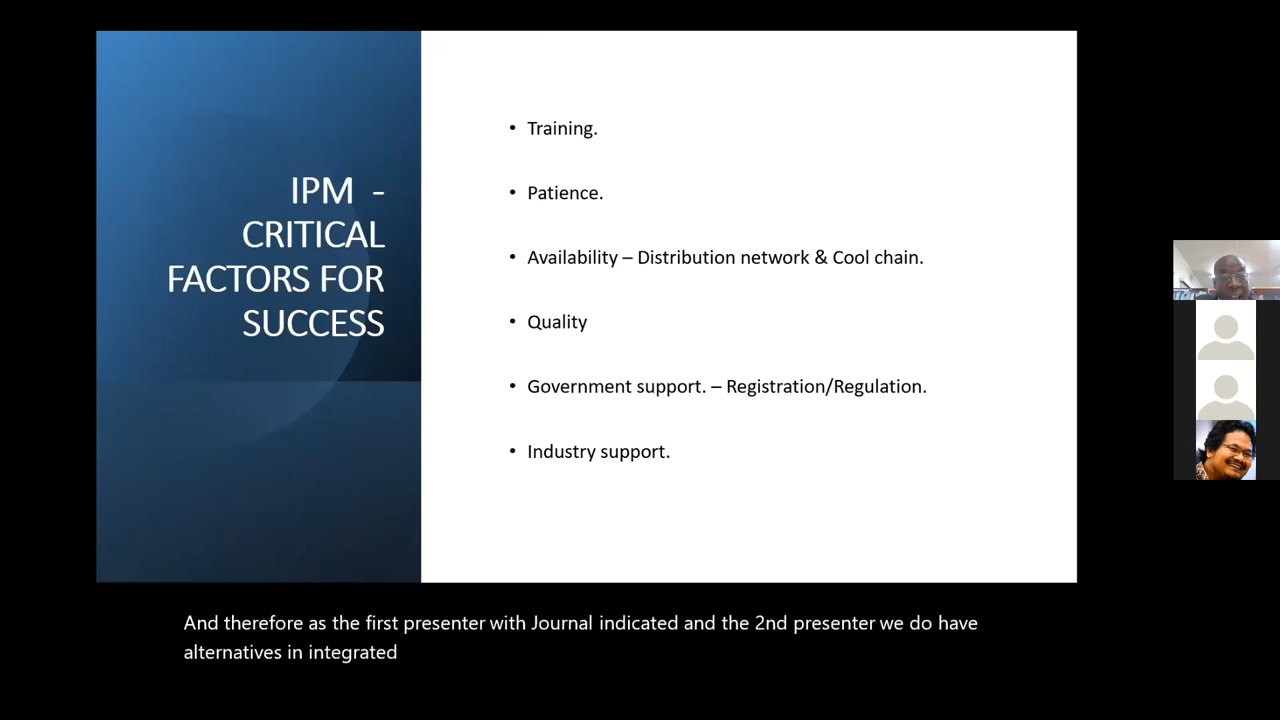 IPM -
CRITICAL
FACTORS FOR
SUCCESS
• Training.
• Patience.
• Availability – Distribution network & Cool chain.
• Quality
• Government support. – Registration/Regulation.
• Industry support.
And therefore as the first presenter with Journal indicated and the 2nd presenter we do have
alternatives in integrated